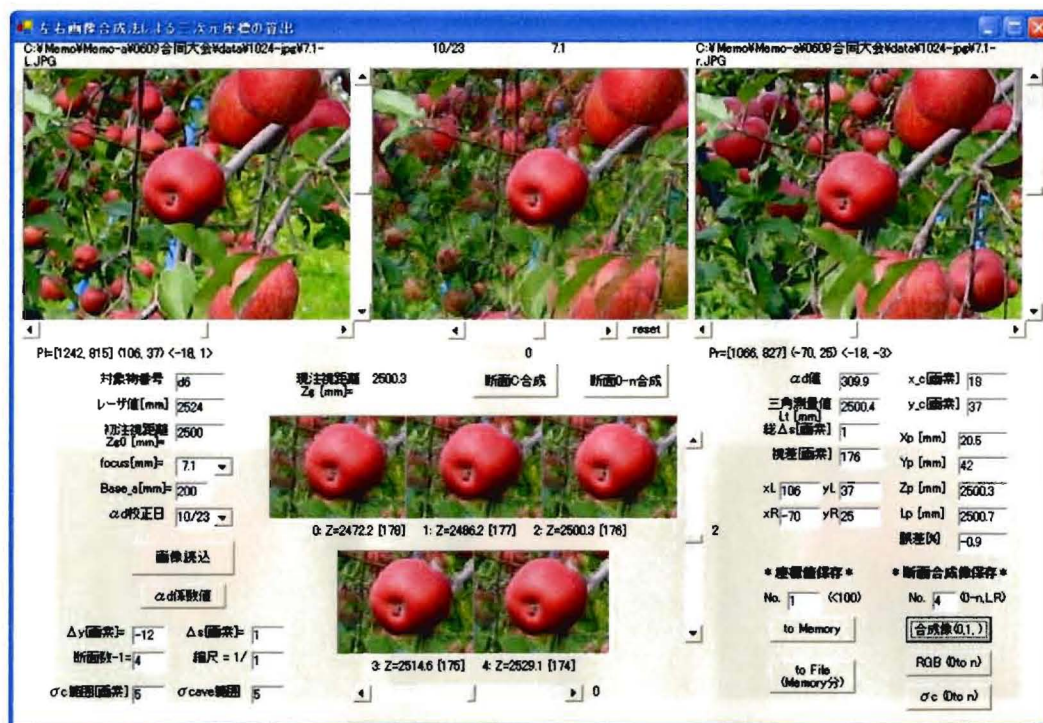 左右画像合成法による三次元座標の算出
C:¥Memo¥Memo-a¥0609合同大会¥data¥1024-jpg¥7.1-L.JPG
10/23 7.1
C:¥Memo¥Memo-a¥0609合同大会¥data¥1024-jpg¥7.1-r.JPG
reset
Pl=[1242, 815] (106, 37) <-18, 1>
0
Pr=[1066, 827] (-70, 25) <-18, -3>
対象物番号 d6
レーザ値[mm] 2524
初注視距離 Zg0 [mm]= 2500
focus[mm]= 7.1
Base_a[mm]= 200
αd校正日 10/23
画像読込
αd係数値
Δy[画素]= -12
Δs[画素]= 1
断面数-1= 4
縮尺 = 1/ 1
σc範囲[画素] 5
σcave範囲 5
現注視距離 Zg [mm]= 2500.3
断面C合成
断面0-n合成
0: Z=2472.2 [178]
1: Z=2486.2 [177]
2: Z=2500.3 [176]
2
3: Z=2514.6 [175]
4: Z=2529.1 [174]
0
αd値 309.9
三角測量値 Lt [mm] 2500.4
総Δs[画素] 1
視差[画素] 176
xL 106 yL 37
xR -70 yR 25
x_c[画素] 18
y_c[画素] 37
Xp [mm] 20.5
Yp [mm] 42
Zp [mm] 2500.3
Lp [mm] 2500.7
誤差[%] -0.9
* 座標値保存 *
No. 1 (<100)
to Memory
to File
(Memory分)
* 断面合成像保存 *
No. 4 (0-n,L,R)
合成像(0,1, )
RGB (0to n)
σc (0to n)